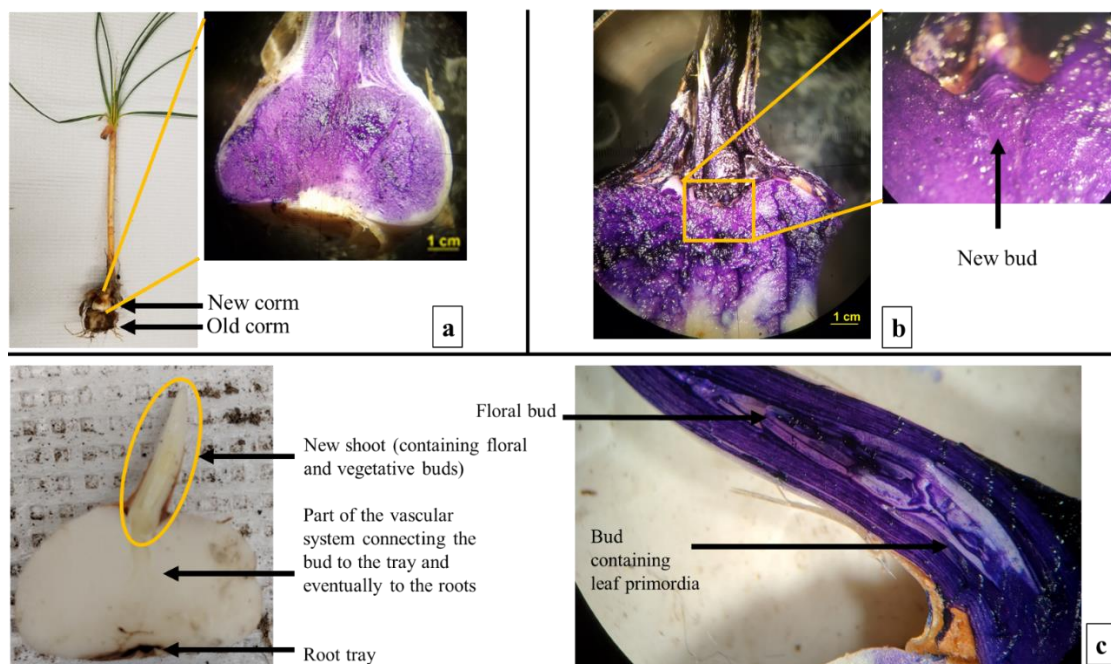 1 cm
New corm
Old corm
a
1 cm
b
New bud
Floral bud
New shoot (containing floral
and vegetative buds)
Part of the vascular
system connecting the
bud to the tray and
eventually to the roots
Root tray
Bud
containing
leaf primordia
c